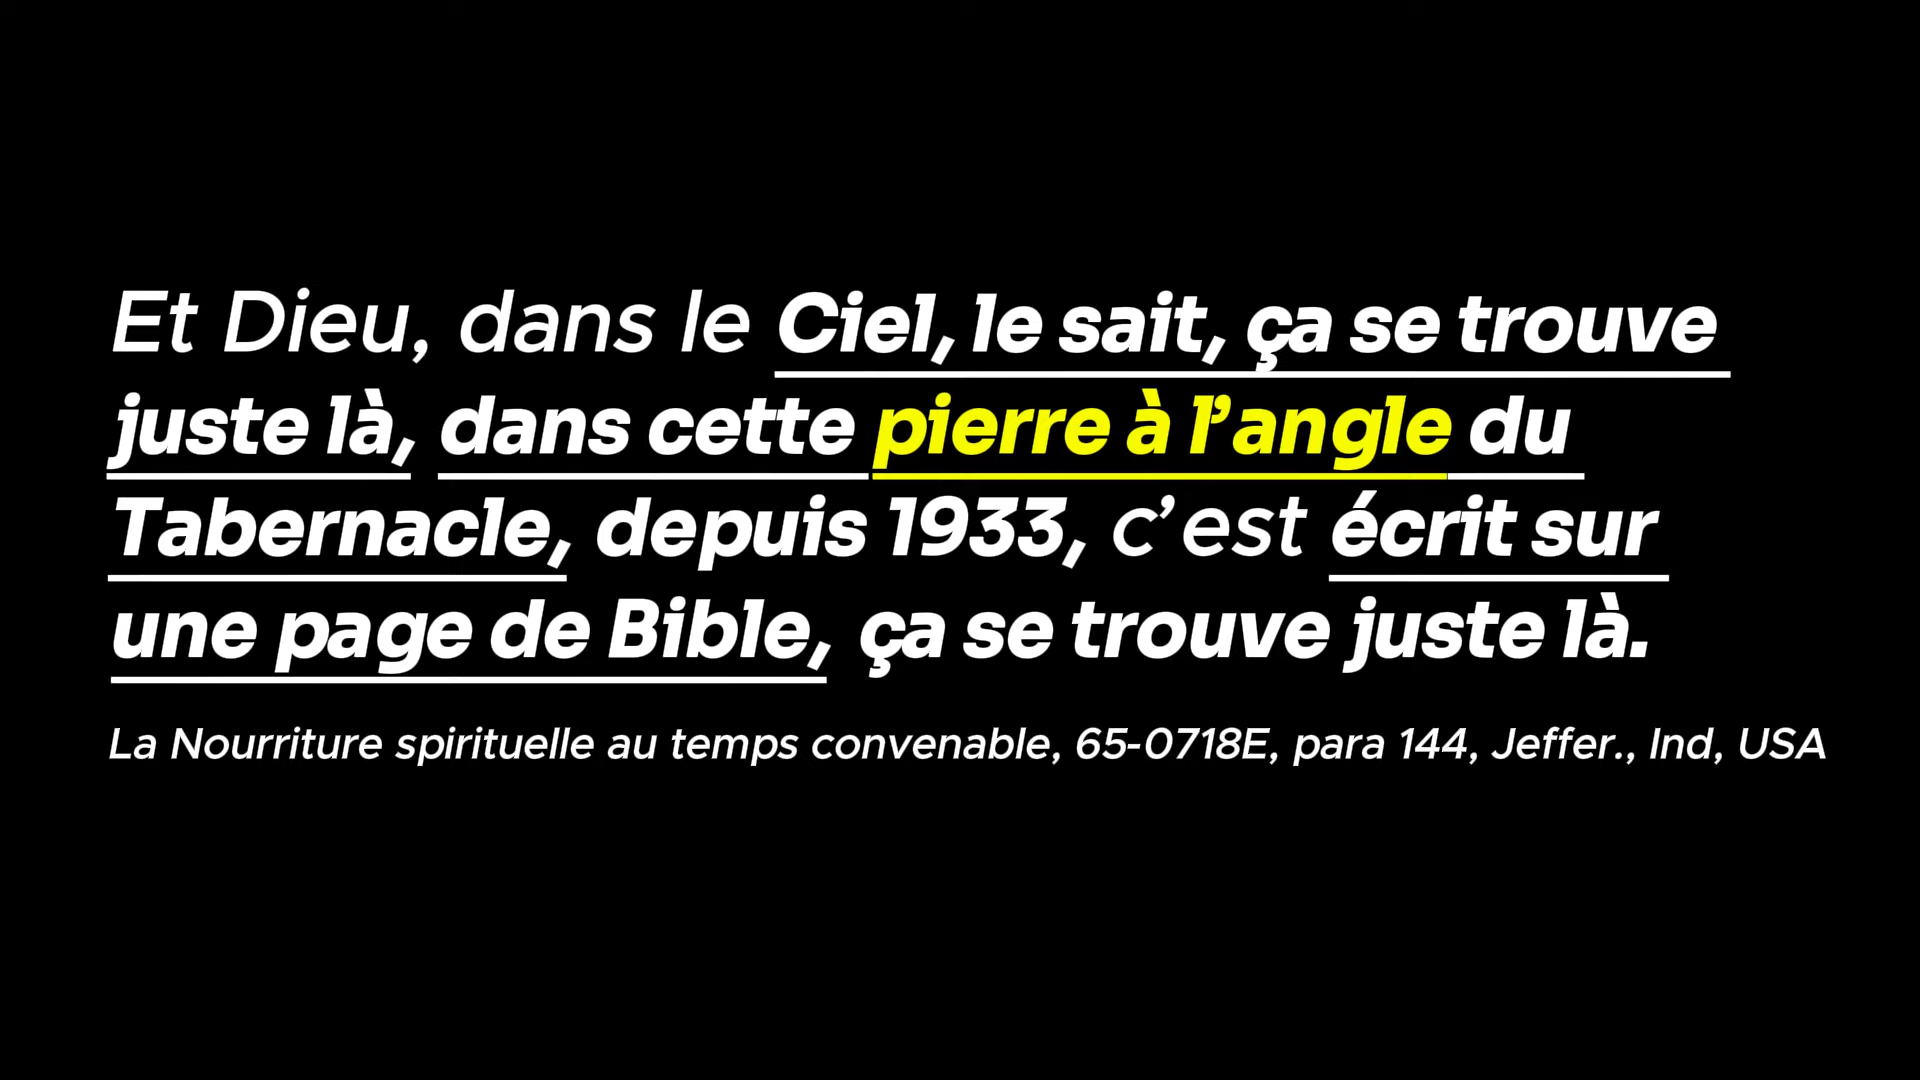 Et Dieu, dans le Ciel, le sait, ça se trouve
juste là, dans cette pierre à l’angle du
Tabernacle, depuis 1933, c’est écrit sur
une page de Bible, ça se trouve juste là.
La Nourriture spirituelle au temps convenable, 65-0718E, para 144, Jeffer., Ind, USA